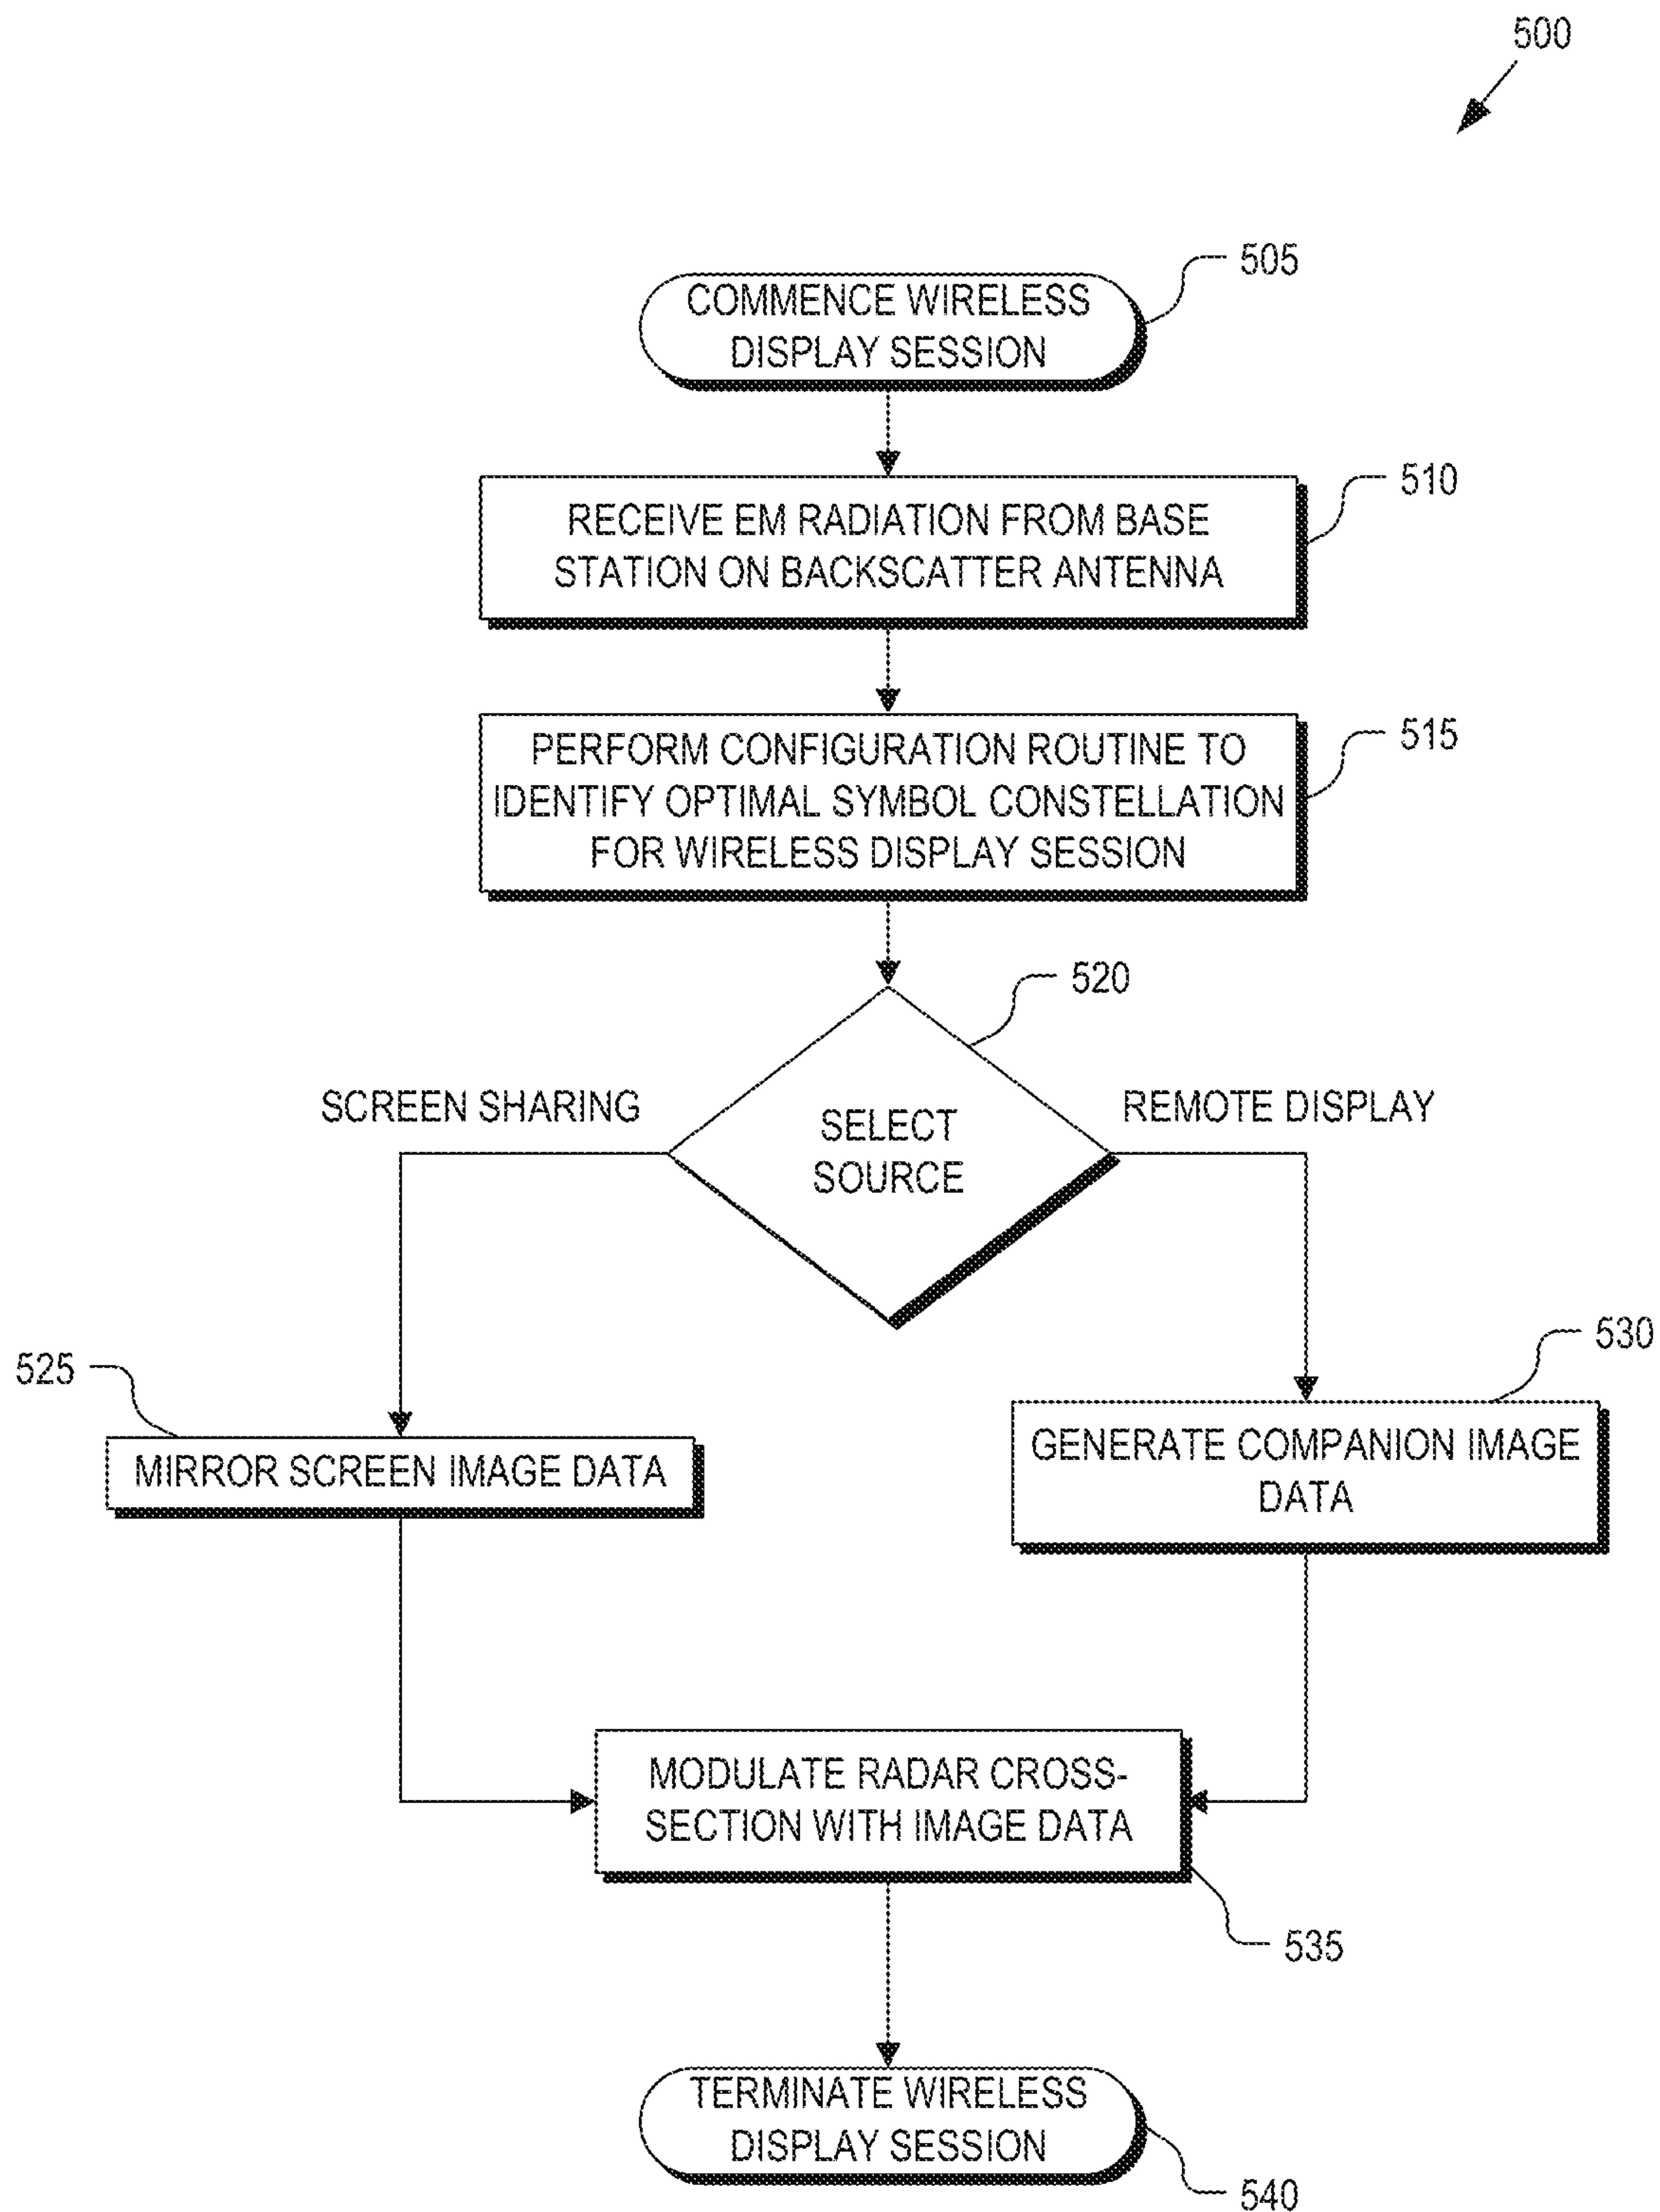 500
505
COMMENCE WIRELESS
DISPLAY SESSION
510
RECEIVE EM RADIATION FROM BASE
STATION ON BACKSCATTER ANTENNA
515
PERFORM CONFIGURATION ROUTINE TO
IDENTIFY OPTIMAL SYMBOL CONSTELLATION
FOR WIRELESS DISPLAY SESSION
520
SCREEN SHARING
REMOTE DISPLAY
SELECT
SOURCE
525
MIRROR SCREEN IMAGE DATA
530
GENERATE COMPANION IMAGE
DATA
MODULATE RADAR CROSS-
SECTION WITH IMAGE DATA
535
TERMINATE WIRELESS
DISPLAY SESSION
540